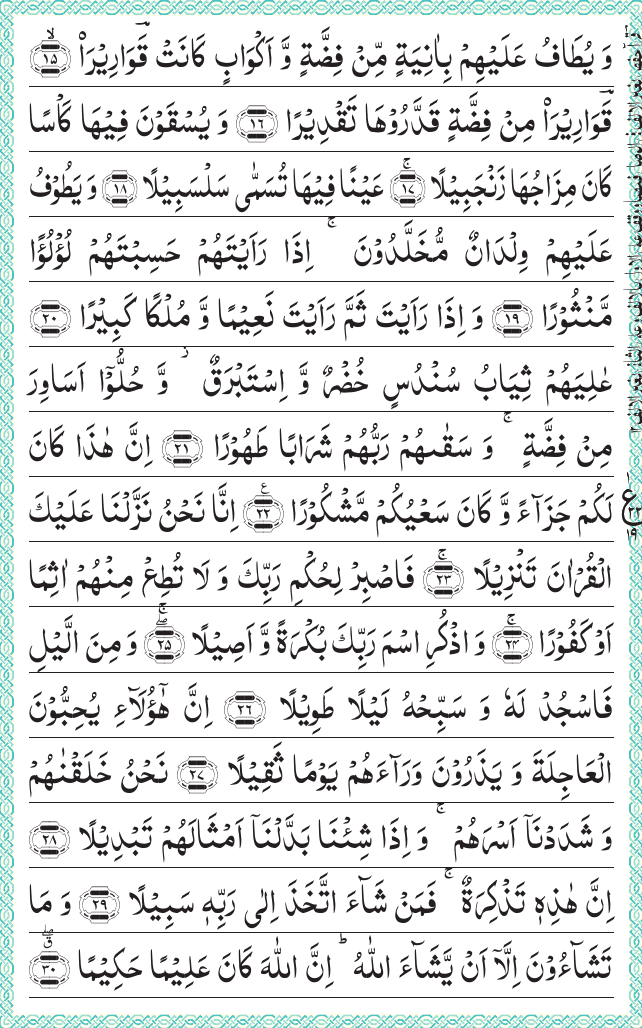 وَ یُطَافُ عَلَیْهِمْ بِاٰنِیَةٍ مِّنْ فِضَّةٍ وَّ اَكْوَابٍ كَانَتْ قَؔوَارِیْرَاۡ ﴿۱۵﴾ۙ
قَؔوَارِیْرَاۡ مِنْ فِضَّةٍ قَدَّرُوْهَا تَقْدِیْرًا ﴿۱۶﴾ وَ یُسْقَوْنَ فِیْهَا كَاْسًا
كَانَ مِزَاجُهَا زَنْجَبِیْلًا ﴿۱۷﴾ۚ عَیْنًا فِیْهَا تُسَمّٰی سَلْسَبِیْلًا ﴿۱۸﴾ وَ یَطُوْفُ
عَلَیْهِمْ وِلْدَانٌ مُّخَلَّدُوْنَ ۚ اِذَا رَاَیْتَهُمْ حَسِبْتَهُمْ لُؤْلُؤًا
مَّنْثُوْرًا ﴿۱۹﴾ وَ اِذَا رَاَیْتَ ثَمَّ رَاَیْتَ نَعِیْمًا وَّ مُلْكًا كَبِیْرًا ﴿۲۰﴾
عٰلِیَهُمْ ثِیَابُ سُنْدُسٍ خُضْرٌ وَّ اِسْتَبْرَقٌ ۫ وَّ حُلُّوْۤا اَسَاوِرَ
مِنْ فِضَّةٍ ۚ وَ سَقٰىهُمْ رَبُّهُمْ شَرَابًا طَهُوْرًا ﴿۲۱﴾ اِنَّ هٰذَا كَانَ
لَكُمْ جَزَآءً وَّ كَانَ سَعْیُكُمْ مَّشْكُوْرًا ﴿۲۲﴾ اِنَّا نَحْنُ نَزَّلْنَا عَلَیْكَ
الْقُرْاٰنَ تَنْزِیْلًا ﴿۲۳﴾ۚ فَاصْبِرْ لِحُكْمِ رَبِّكَ وَ لَا تُطِعْ مِنْهُمْ اٰثِمًا
اَوْ كَفُوْرًا ﴿۲۴﴾ۚ وَ اذْكُرِ اسْمَ رَبِّكَ بُكْرَةً وَّ اَصِیْلًا ﴿۲۵﴾ۖۚ وَ مِنَ الَّیْلِ
فَاسْجُدْ لَهٗ وَ سَبِّحْهُ لَیْلًا طَوِیْلًا ﴿۲۶﴾ اِنَّ هٰۤؤُلَآءِ یُحِبُّوْنَ
الْعَاجِلَةَ وَ یَذَرُوْنَ وَرَآءَهُمْ یَوْمًا ثَقِیْلًا ﴿۲۷﴾ نَحْنُ خَلَقْنٰهُمْ
وَ شَدَدْنَاۤ اَسْرَهُمْ ۚ وَ اِذَا شِئْنَا بَدَّلْنَاۤ اَمْثَالَهُمْ تَبْدِیْلًا ﴿۲۸﴾
اِنَّ هٰذِهٖ تَذْكِرَةٌ ۚ فَمَنْ شَآءَ اتَّخَذَ اِلٰی رَبِّهٖ سَبِیْلًا ﴿۲۹﴾ وَ مَا
تَشَآءُوْنَ اِلَّاۤ اَنْ یَّشَآءَ اللّٰهُ ؕ اِنَّ اللّٰهَ كَانَ عَلِیْمًا حَكِیْمًا ﴿۳۰﴾